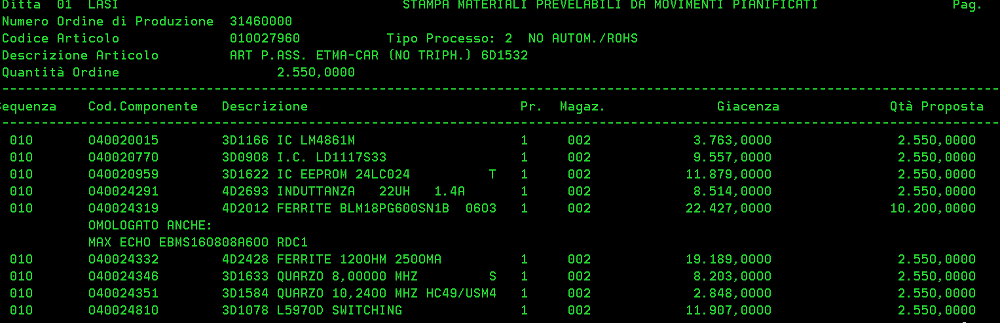 Ditta 01 LASI STAMPA MATERIALI PREVELABILI DA MOVIMENTI PIANIFICATI Pag.
Numero Ordine di Produzione 31460000
Codice Articolo 010027960 Tipo Processo: 2 NO AUTOM./ROHS
Descrizione Articolo ART P.ASS. ETMA-CAR (NO TRIPH.) 6D1532
Quantità Ordine 2.550,0000
Sequenza Cod.Componente Descrizione Pr. Magaz. Giacenza Qtà Proposta
010 040020015 3D1166 IC LM4861M 1 002 3.763,0000 2.550,0000
010 040020770 3D0908 I.C. LD1117S33 1 002 9.557,0000 2.550,0000
010 040020959 3D1622 IC EEPROM 24LC024 T 1 002 11.879,0000 2.550,0000
010 040024291 4D2693 INDUTTANZA 22UH 1.4A 1 002 8.514,0000 2.550,0000
010 040024319 4D2012 FERRITE BLM18PG600SN1B 0603 1 002 22.427,0000 10.200,0000
OMOLOGATO ANCHE:
MAX ECHO EBMS160808A600 RDC1
010 040024332 4D2428 FERRITE 120OHM 2500MA 1 002 19.189,0000 2.550,0000
010 040024346 3D1633 QUARZO 8,00000 MHZ S 1 002 8.203,0000 2.550,0000
010 040024351 3D1584 QUARZO 10,2400 MHZ HC49/USM4 1 002 2.848,0000 2.550,0000
010 040024810 3D1078 L5970D SWITCHING 1 002 11.907,0000 2.550,0000